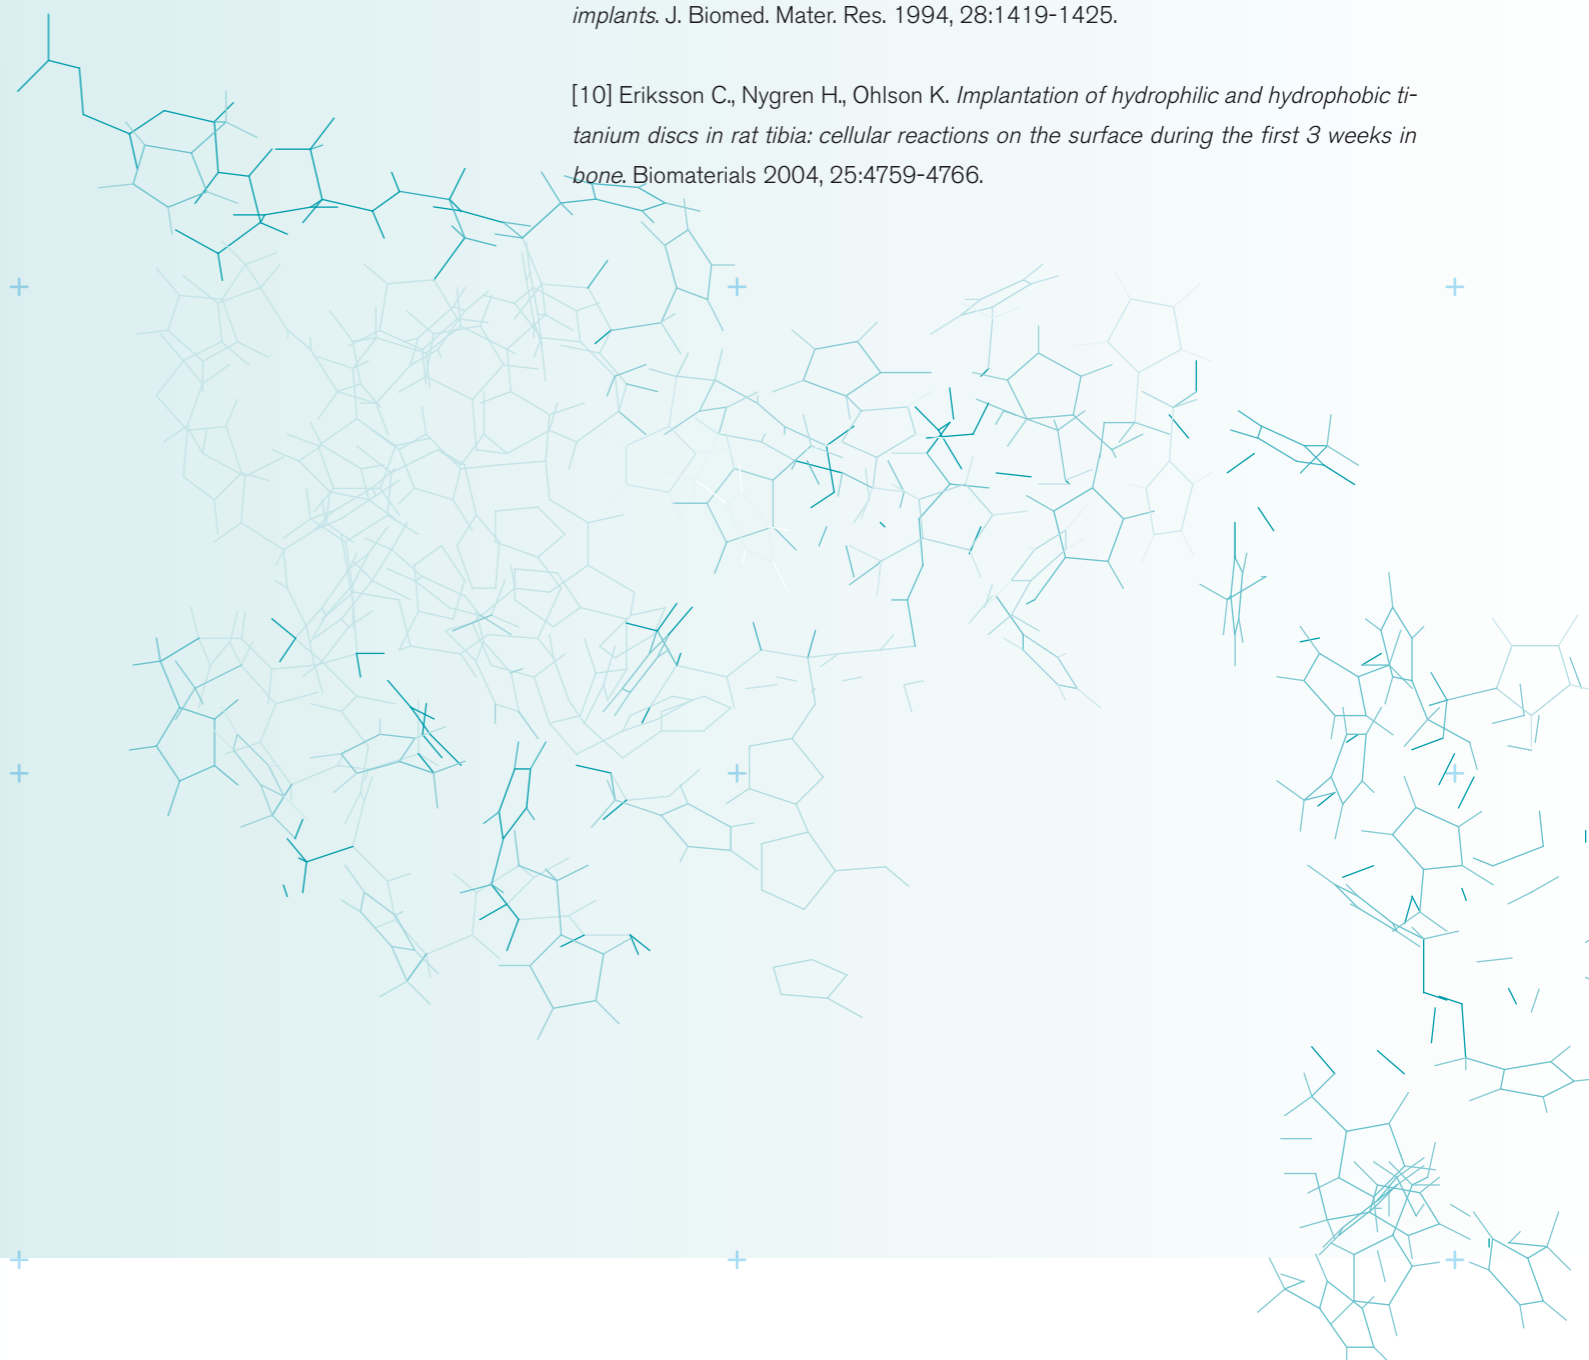 implants. J. Biomed. Mater. Res. 1994, 28:1419-1425.
[10] Eriksson C., Nygren H., Ohlson K. Implantation of hydrophilic and hydrophobic ti-
tanium discs in rat tibia: cellular reactions on the surface during the first 3 weeks in
bone. Biomaterials 2004, 25:4759-4766.